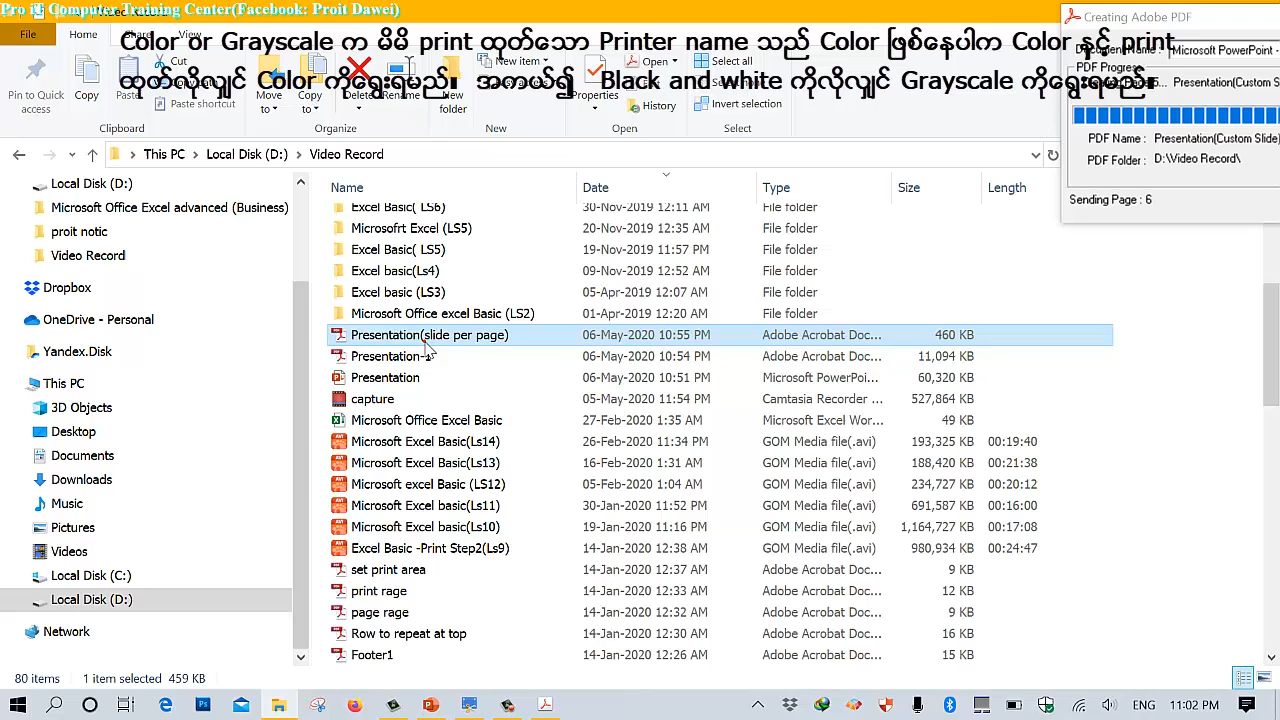 Pro iT Computer Training Center(Facebook: Proit Dawei)
Color or Grayscale က မိမိ print ထုတ်သော Printer name သည် Color ဖြစ်နေပါက Color နှင့် print
ထုတ်လိုလျှင် Color ကိုရွေးရမည်။ အကယ်၍ Black and white ကိုလိုလျှင် Grayscale ကိုရွေးရမည်။
File
Home
Share
View
Pin to Quick access
Copy
Paste
Cut
Paste shortcut
Clipboard
Move to
Copy to
Delete
Rename
Organize
New folder
New item
New
Properties
Open
History
Open
Select all
Invert selection
Select
Creating Adobe PDF
Document Name : Microsoft PowerPoint -
PDF Progress
Presentation(Custom S
PDF Name : Presentation(Custom Slide)
PDF Folder : D:\Video Record\
Sending Page : 6
This PC > Local Disk (D:) > Video Record
Local Disk (D:)
Microsoft Office Excel advanced (Business)
proit notic
Video Record
Dropbox
OneDrive - Personal
Yandex.Disk
This PC
3D Objects
Desktop
Documents
Downloads
Music
Pictures
Videos
Local Disk (C:)
Local Disk (D:)
Network
Name Date Type Size Length
Excel Basic( LS6) 30-Nov-2019 12:11 AM File folder
Microsofrt Excel (LS5) 20-Nov-2019 12:35 AM File folder
Excel Basic( LS5) 19-Nov-2019 11:57 PM File folder
Excel basic(Ls4) 09-Nov-2019 12:52 AM File folder
Excel basic (LS3) 05-Apr-2019 12:07 AM File folder
Microsoft Office excel Basic (LS2) 01-Apr-2019 12:20 AM File folder
Presentation(slide per page) 06-May-2020 10:55 PM Adobe Acrobat Doc... 460 KB
Presentation-1 06-May-2020 10:54 PM Adobe Acrobat Doc... 11,094 KB
Presentation 06-May-2020 10:51 PM Microsoft PowerPoi... 60,320 KB
capture 05-May-2020 11:54 PM Camtasia Recorder ... 527,864 KB
Microsoft Office Excel Basic 27-Feb-2020 1:35 AM Microsoft Excel Wor... 49 KB
Microsoft Excel Basic(Ls14) 26-Feb-2020 11:34 PM GOM Media file(.avi) 193,325 KB 00:19:40
Microsoft Excel Basic(Ls13) 16-Feb-2020 1:31 AM GOM Media file(.avi) 188,420 KB 00:21:38
Microsoft excel Basic (LS12) 05-Feb-2020 1:04 AM GOM Media file(.avi) 234,727 KB 00:20:12
Microsoft Excel basic(Ls11) 30-Jan-2020 11:52 PM GOM Media file(.avi) 691,587 KB 00:16:00
Microsoft Excel basic(Ls10) 19-Jan-2020 11:16 PM GOM Media file(.avi) 1,164,727 KB 00:17:08
Excel Basic -Print Step2(Ls9) 14-Jan-2020 12:38 AM GOM Media file(.avi) 980,934 KB 00:24:47
set print area 14-Jan-2020 12:37 AM Adobe Acrobat Doc... 9 KB
print rage 14-Jan-2020 12:33 AM Adobe Acrobat Doc... 12 KB
page rage 14-Jan-2020 12:32 AM Adobe Acrobat Doc... 9 KB
Row to repeat at top 14-Jan-2020 12:30 AM Adobe Acrobat Doc... 16 KB
Footer1 14-Jan-2020 12:26 AM Adobe Acrobat Doc... 15 KB
80 items 1 item selected 459 KB
ENG 11:02 PM